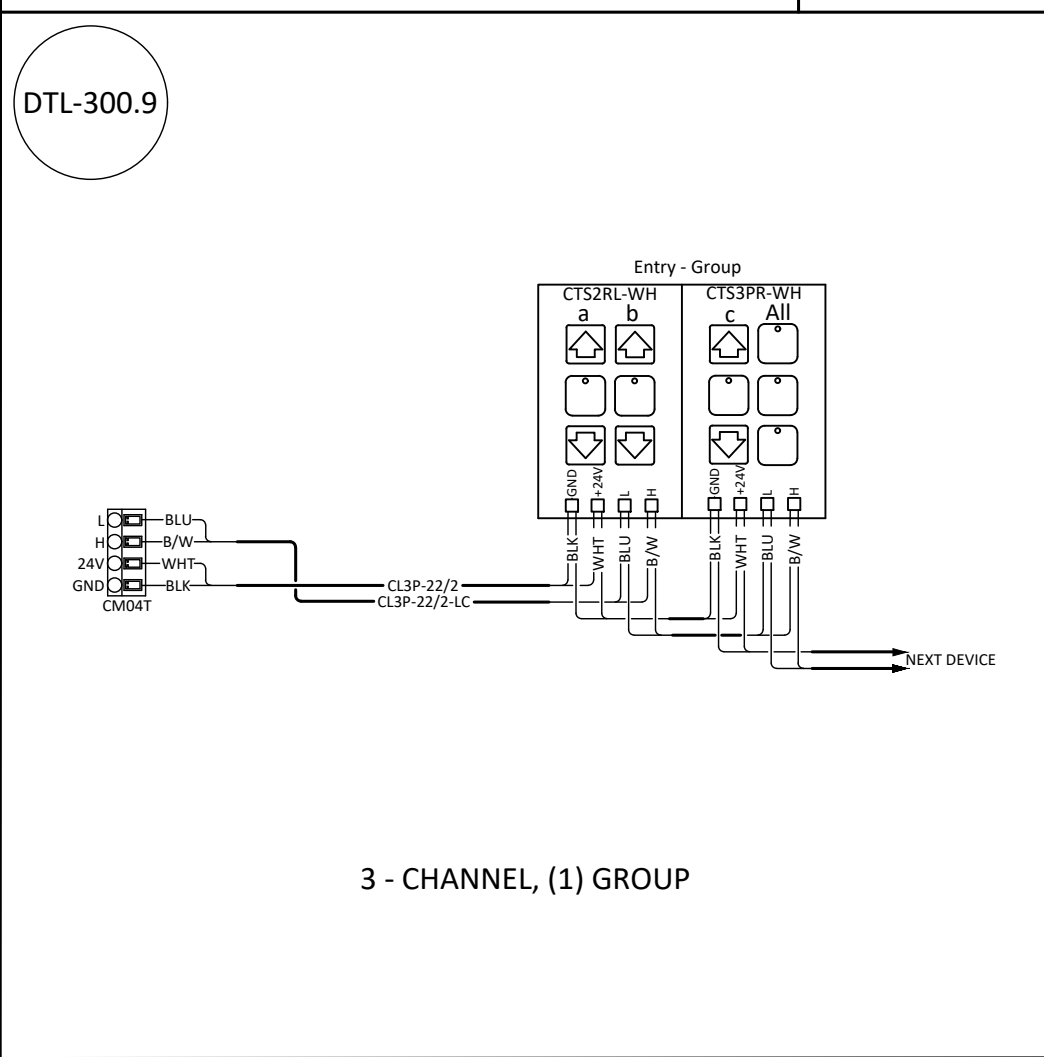 DTL-300.9
Entry - Group
CTS2RL-WH
CTS3PR-WH
a
b
c
All
GND
+24V
L
H
GND
+24V
L
H
BLK
WHT
BLU
B/W
BLK
WHT
BLU
B/W
L
BLU
H
B/W
24V
WHT
GND
BLK
CM04T
CL3P-22/2
CL3P-22/2-LC
NEXT DEVICE
3 - CHANNEL, (1) GROUP